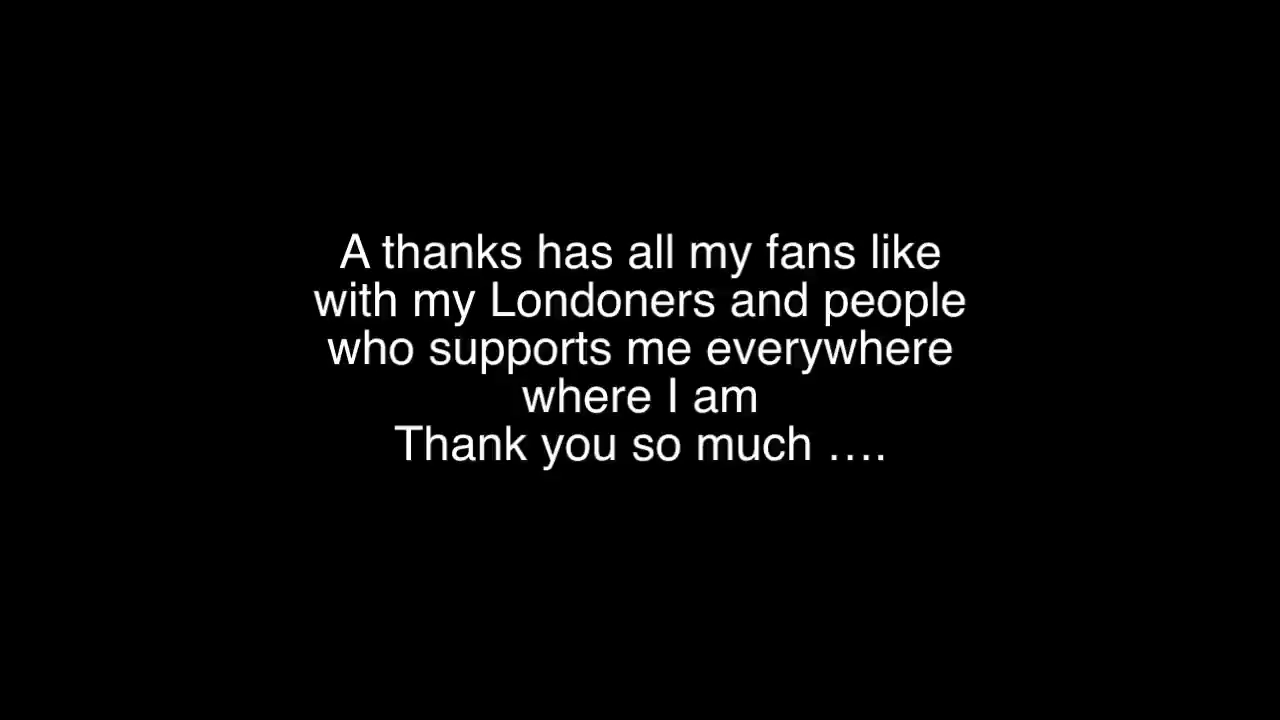 A thanks has all my fans like
with my Londoners and people
who supports me everywhere
where I am
Thank you so much ….